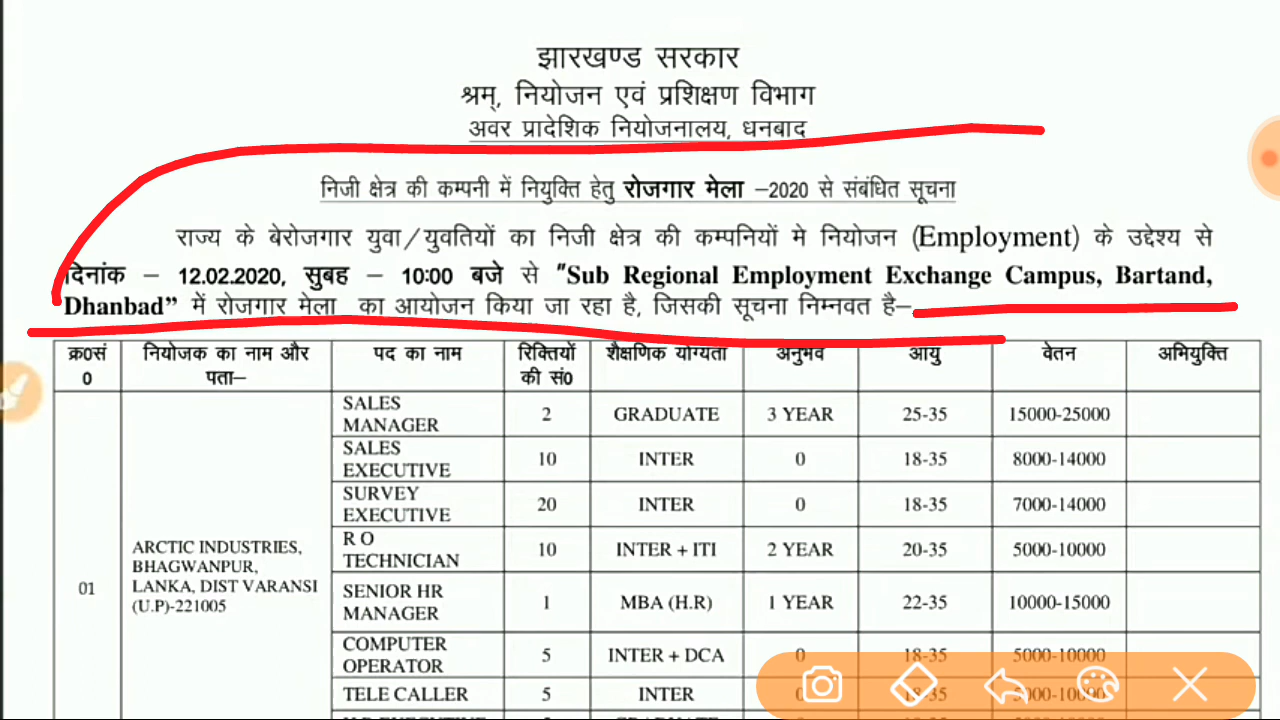 झारखण्ड सरकार
श्रम, नियोजन एवं प्रशिक्षण विभाग
अवर प्रादेशिक नियोजनालय, धनबाद
निजी क्षेत्र की कम्पनी में नियुक्ति हेतु रोजगार मेला –2020 से संबंधित सूचना
राज्य के बेरोजगार युवा/युवतियों का निजी क्षेत्र की कम्पनियों मे नियोजन (Employment) के उद्देश्य से
दिनांक – 12.02.2020, सुबह – 10:00 बजे से "Sub Regional Employment Exchange Campus, Bartand,
Dhanbad" में रोजगार मेला का आयोजन किया जा रहा है, जिसकी सूचना निम्नवत है–
क्र0सं0 नियोजक का नाम और पता– पद का नाम रिक्तियों की सं0 शैक्षणिक योग्यता अनुभव आयु वेतन अभियुक्ति
01 ARCTIC INDUSTRIES, BHAGWANPUR, LANKA, DIST VARANSI (U.P)-221005
SALES MANAGER 2 GRADUATE 3 YEAR 25-35 15000-25000
SALES EXECUTIVE 10 INTER 0 18-35 8000-14000
SURVEY EXECUTIVE 20 INTER 0 18-35 7000-14000
R O TECHNICIAN 10 INTER + ITI 2 YEAR 20-35 5000-10000
SENIOR HR MANAGER 1 MBA (H.R) 1 YEAR 22-35 10000-15000
COMPUTER OPERATOR 5 INTER + DCA 0 18-35 5000-10000
TELE CALLER 5 INTER 0 18-35 5000-10000